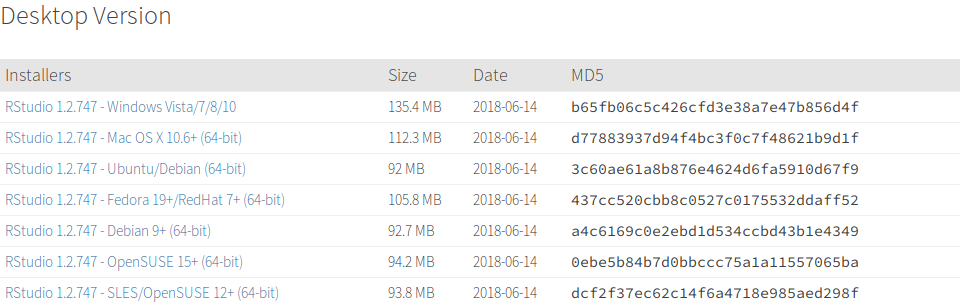 Desktop Version
Installers Size Date MD5
RStudio 1.2.747 - Windows Vista/7/8/10 135.4 MB 2018-06-14 b65fb06c5c426cfd3e38a7e47b856d4f
RStudio 1.2.747 - Mac OS X 10.6+ (64-bit) 112.3 MB 2018-06-14 d77883937d94f4bc3f0c7f48621b9d1f
RStudio 1.2.747 - Ubuntu/Debian (64-bit) 92 MB 2018-06-14 3c60ae61a8b876e4624d6fa5910d67f9
RStudio 1.2.747 - Fedora 19+/RedHat 7+ (64-bit) 105.8 MB 2018-06-14 437cc520cbb8c0527c0175532ddaff52
RStudio 1.2.747 - Debian 9+ (64-bit) 92.7 MB 2018-06-14 a4c6169c0e2ebd1d534ccbd43b1e4349
RStudio 1.2.747 - OpenSUSE 15+ (64-bit) 94.2 MB 2018-06-14 0ebe5b84b7d0bbccc75a1a11557065ba
RStudio 1.2.747 - SLES/OpenSUSE 12+ (64-bit) 93.8 MB 2018-06-14 dcf2f37ec62c14f6a4718e985aed298f